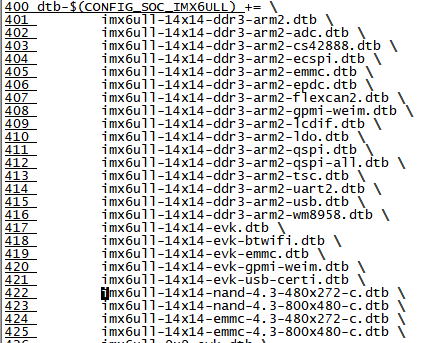 400 dtb-$(CONFIG_SOC_IMX6ULL) += \
401 imx6ull-14x14-ddr3-arm2.dtb \
402 imx6ull-14x14-ddr3-arm2-adc.dtb \
403 imx6ull-14x14-ddr3-arm2-cs42888.dtb \
404 imx6ull-14x14-ddr3-arm2-ecspi.dtb \
405 imx6ull-14x14-ddr3-arm2-emmc.dtb \
406 imx6ull-14x14-ddr3-arm2-epdc.dtb \
407 imx6ull-14x14-ddr3-arm2-flexcan2.dtb \
408 imx6ull-14x14-ddr3-arm2-gpmi-weim.dtb \
409 imx6ull-14x14-ddr3-arm2-lcdif.dtb \
410 imx6ull-14x14-ddr3-arm2-ldo.dtb \
411 imx6ull-14x14-ddr3-arm2-qspi.dtb \
412 imx6ull-14x14-ddr3-arm2-qspi-all.dtb \
413 imx6ull-14x14-ddr3-arm2-tsc.dtb \
414 imx6ull-14x14-ddr3-arm2-uart2.dtb \
415 imx6ull-14x14-ddr3-arm2-usb.dtb \
416 imx6ull-14x14-ddr3-arm2-wm8958.dtb \
417 imx6ull-14x14-evk.dtb \
418 imx6ull-14x14-evk-btwifi.dtb \
419 imx6ull-14x14-evk-emmc.dtb \
420 imx6ull-14x14-evk-gpmi-weim.dtb \
421 imx6ull-14x14-evk-usb-certi.dtb \
422 imx6ull-14x14-nand-4.3-480x272-c.dtb \
423 imx6ull-14x14-nand-4.3-800x480-c.dtb \
424 imx6ull-14x14-emmc-4.3-480x272-c.dtb \
425 imx6ull-14x14-emmc-4.3-800x480-c.dtb \